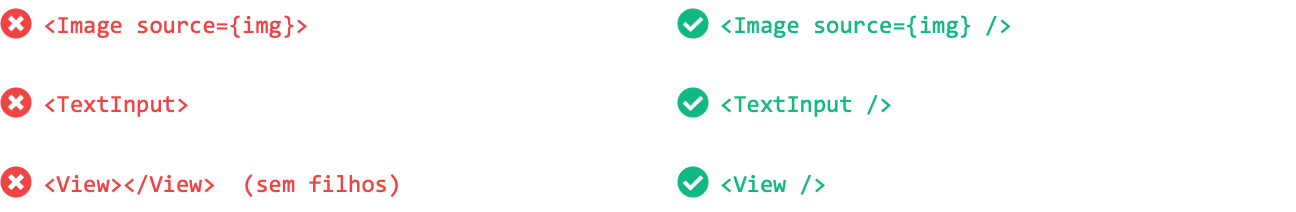 <Image source={img}> <Image source={img} />
<TextInput> <TextInput />
<View></View>  (sem filhos) <View />